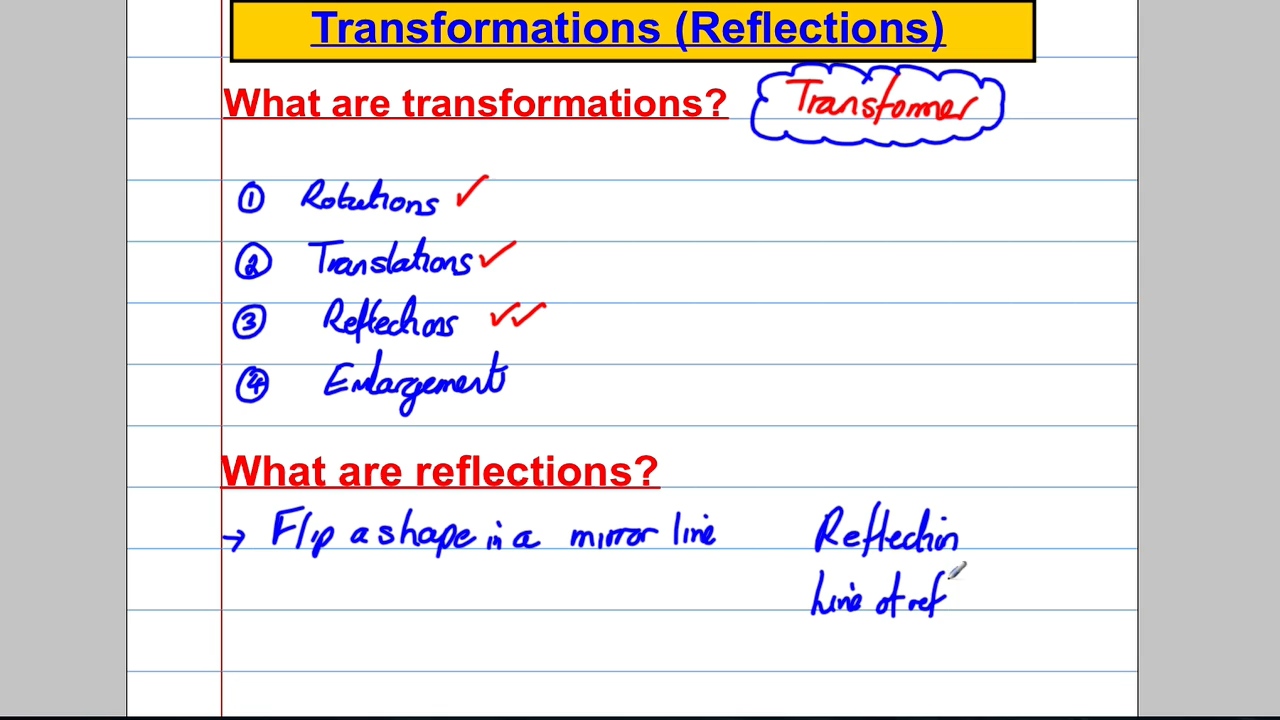 Transformations (Reflections)
What are transformations? Transformer
① Rotations ✓
② Translations ✓
③ Reflections ✓✓
④ Enlargements
What are reflections?
→ Flip a shape in a mirror line Reflection
Line of ref